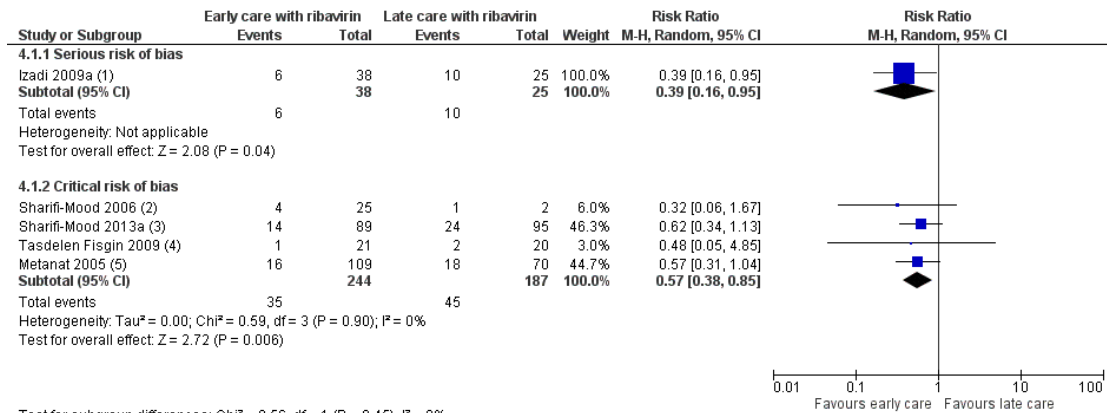 Early care with ribavirin Late care with ribavirin Risk Ratio Risk Ratio
Study or Subgroup Events Total Events Total Weight M-H, Random, 95% CI M-H, Random, 95% CI
4.1.1 Serious risk of bias
Izadi 2009a (1) 6 38 10 25 100.0% 0.39 [0.16, 0.95]
Subtotal (95% CI) 38 25 100.0% 0.39 [0.16, 0.95]
Total events 6 10
Heterogeneity: Not applicable
Test for overall effect: Z = 2.08 (P = 0.04)
4.1.2 Critical risk of bias
Sharifi-Mood 2006 (2) 4 25 1 2 6.0% 0.32 [0.06, 1.67]
Sharifi-Mood 2013a (3) 14 89 24 95 46.3% 0.62 [0.34, 1.13]
Tasdelen Fisgin 2009 (4) 1 21 2 20 3.0% 0.48 [0.05, 4.85]
Metanat 2005 (5) 16 109 18 70 44.7% 0.57 [0.31, 1.04]
Subtotal (95% CI) 244 187 100.0% 0.57 [0.38, 0.85]
Total events 35 45
Heterogeneity: Tau² = 0.00; Chi² = 0.59, df = 3 (P = 0.90); I² = 0%
Test for overall effect: Z = 2.72 (P = 0.006)
0.01 0.1 1 10 100
Favours early care Favours late care